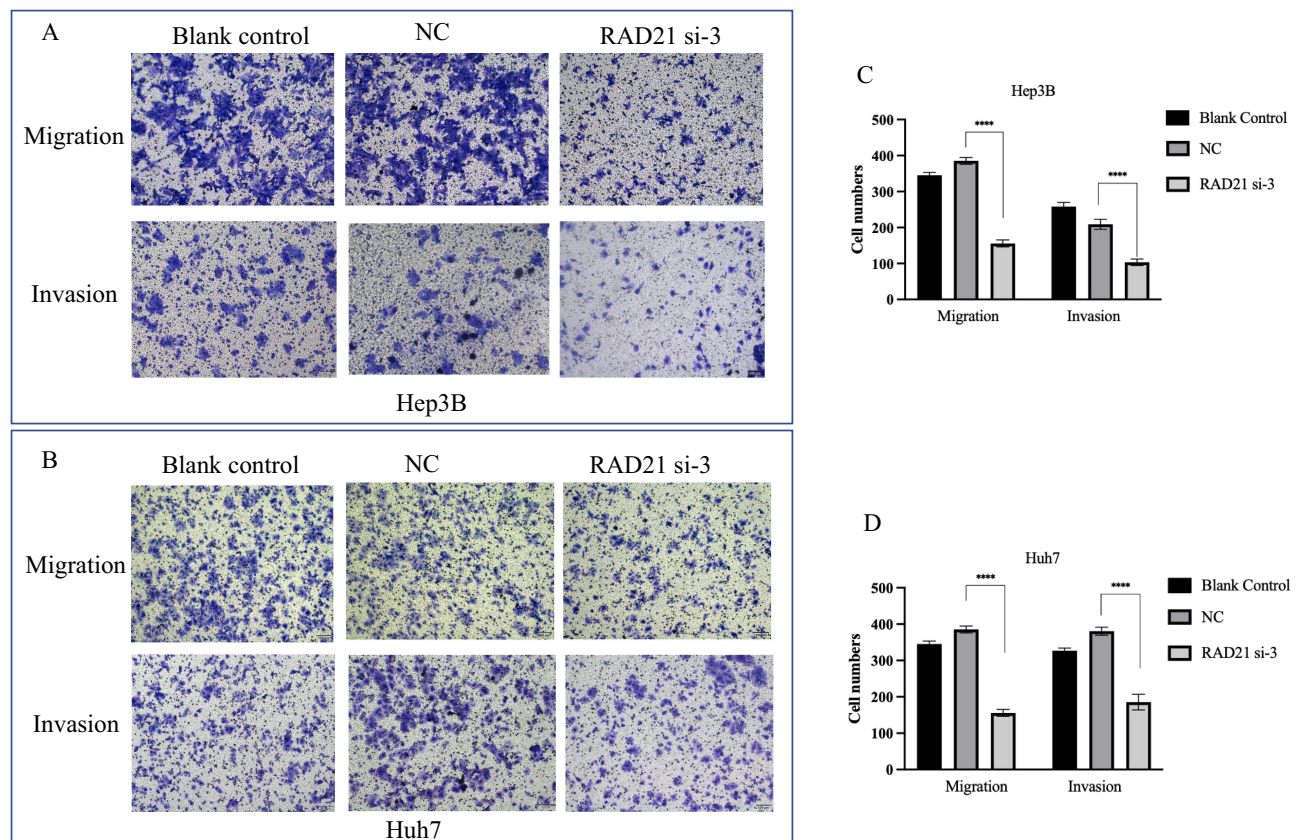 A
Blank control NC RAD21 si-3
Migration
Invasion
Hep3B
B
Blank control NC RAD21 si-3
Migration
Invasion
Huh7
C
Hep3B
Cell numbers
500
400
300
200
100
0
**** ****
Migration Invasion
Blank Control
NC
RAD21 si-3
D
Huh7
Cell numbers
500
400
300
200
100
0
**** ****
Migration Invasion
Blank Control
NC
RAD21 si-3